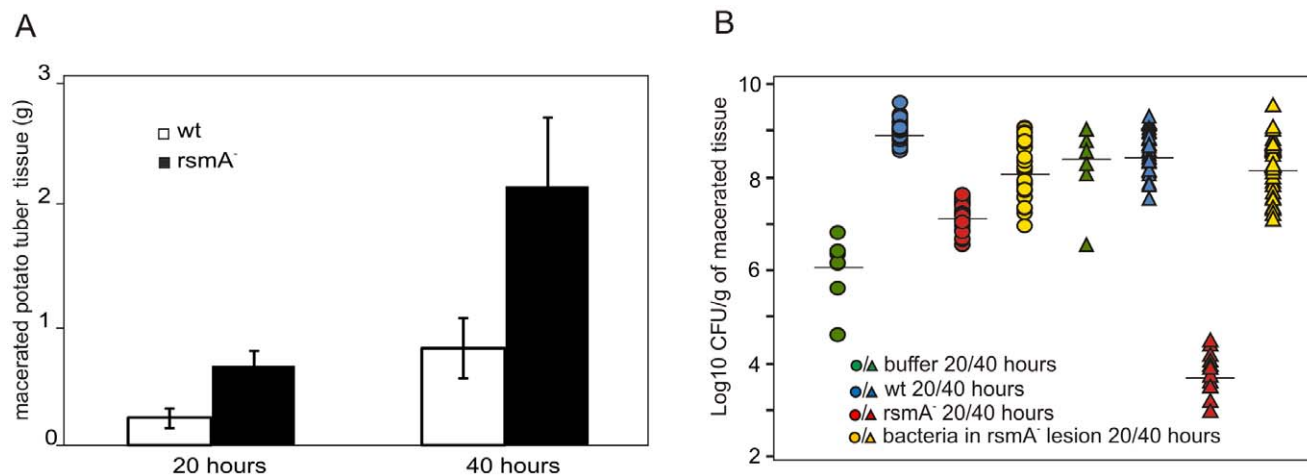 A
macerated potato tuber tissue (g)
3
2
1
0
wt
rsmA-
20 hours
40 hours
B
Log10 CFU/g of macerated tissue
10
8
6
4
2
/ buffer 20/40 hours
/ wt 20/40 hours
/ rsmA- 20/40 hours
/ bacteria in rsmA- lesion 20/40 hours